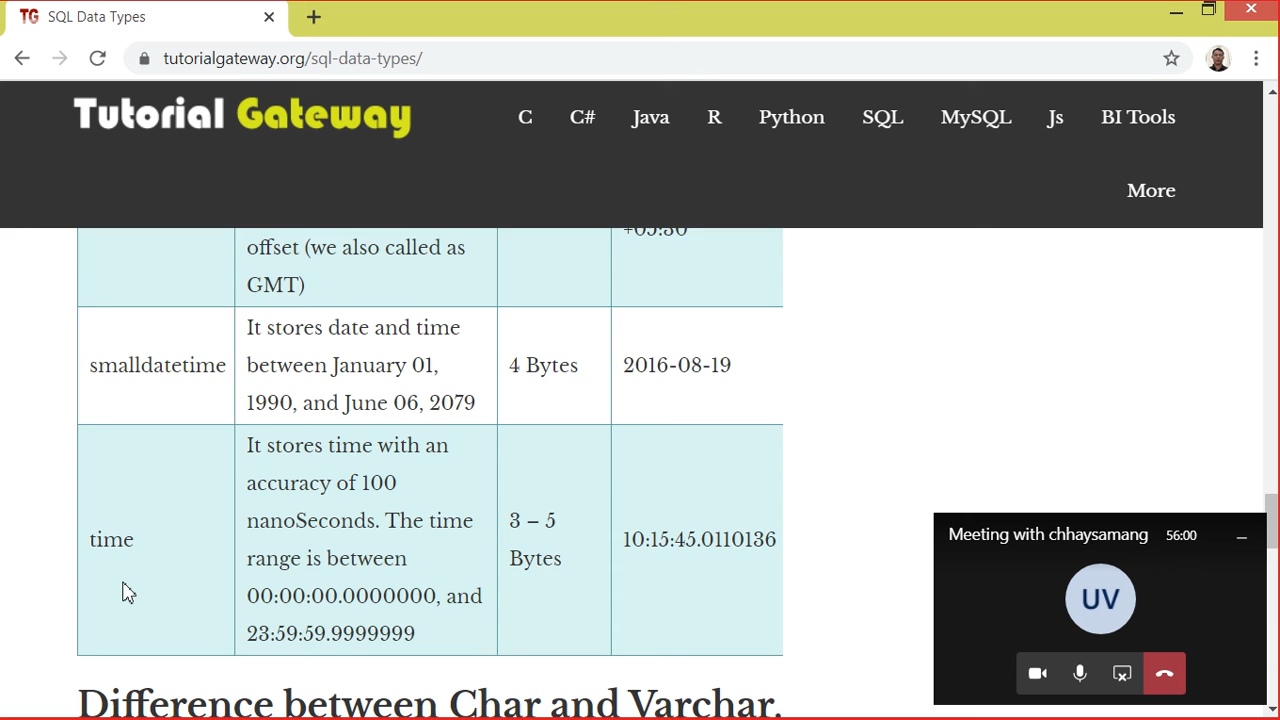 TG SQL Data Types
tutorialgateway.org/sql-data-types/
Tutorial Gateway
C C# Java R Python SQL MySQL Js BI Tools
More
offset (we also called as
GMT)
+05:30
smalldatetime
It stores date and time
between January 01,
1990, and June 06, 2079
4 Bytes
2016-08-19
time
It stores time with an
accuracy of 100
nanoSeconds. The time
range is between
00:00:00.0000000, and
23:59:59.9999999
3 – 5
Bytes
10:15:45.0110136
Difference between Char and Varchar,
Meeting with chhaysamang 56:00
UV